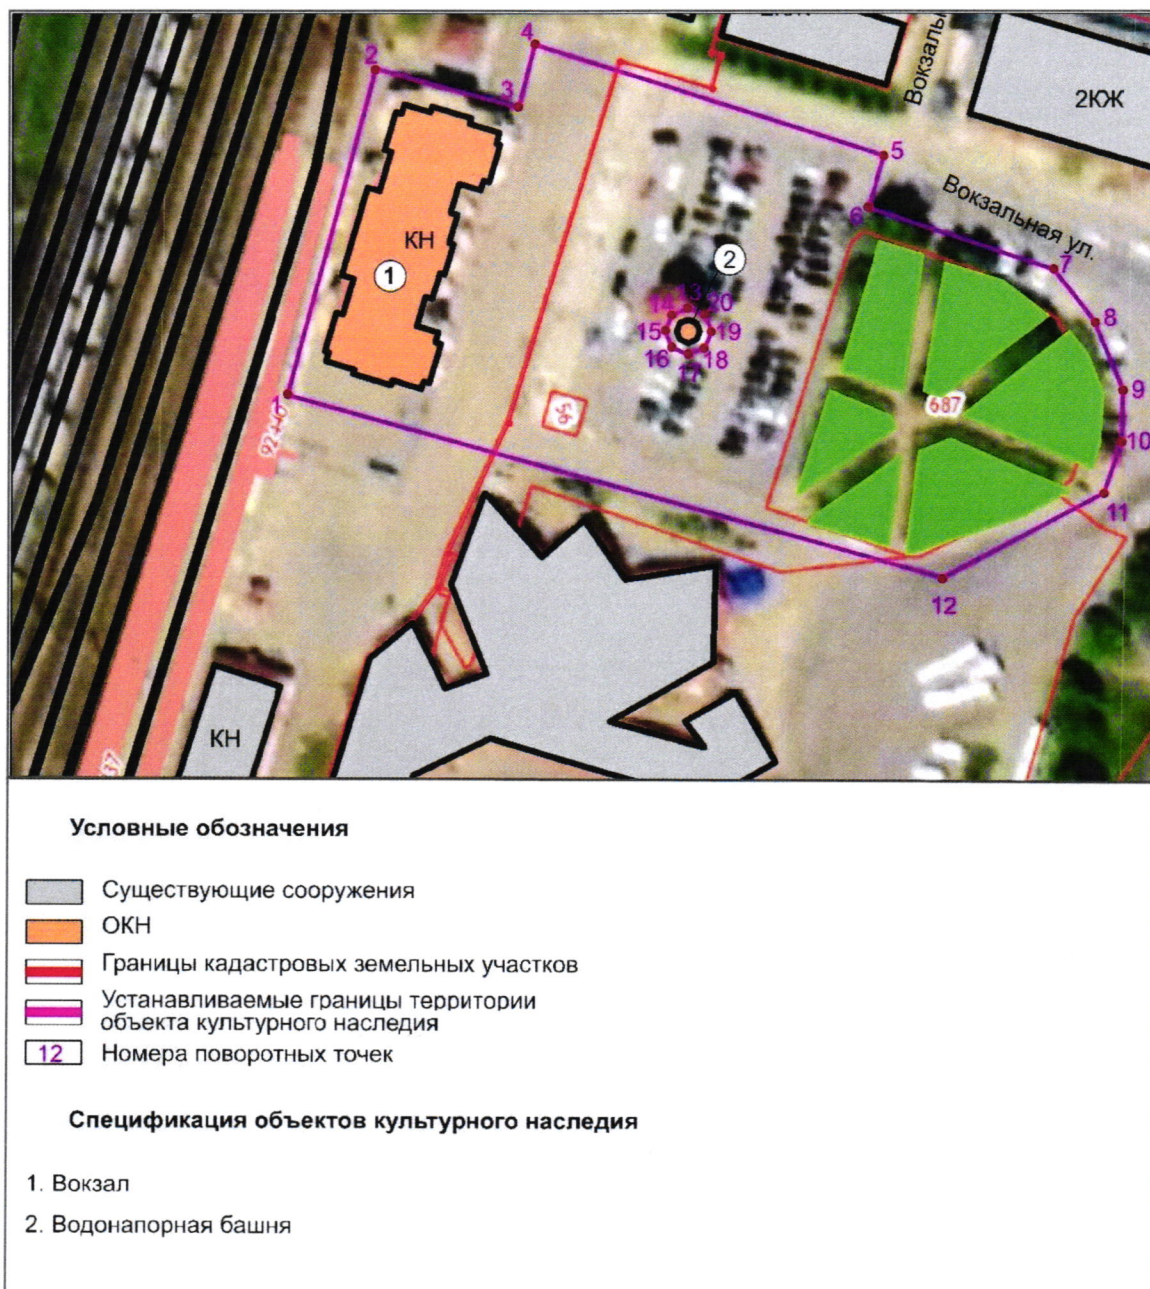 4
2
3
2КЖ
5
6
Вокзальная ул.
7
КН
1
2
13
14
20
15
19
16
18
17
8
9
10
687
1
56
11
12
КН
Условные обозначения
Существующие сооружения
ОКН
Границы кадастровых земельных участков
Устанавливаемые границы территории
объекта культурного наследия
12 Номера поворотных точек
Спецификация объектов культурного наследия
1. Вокзал
2. Водонапорная башня